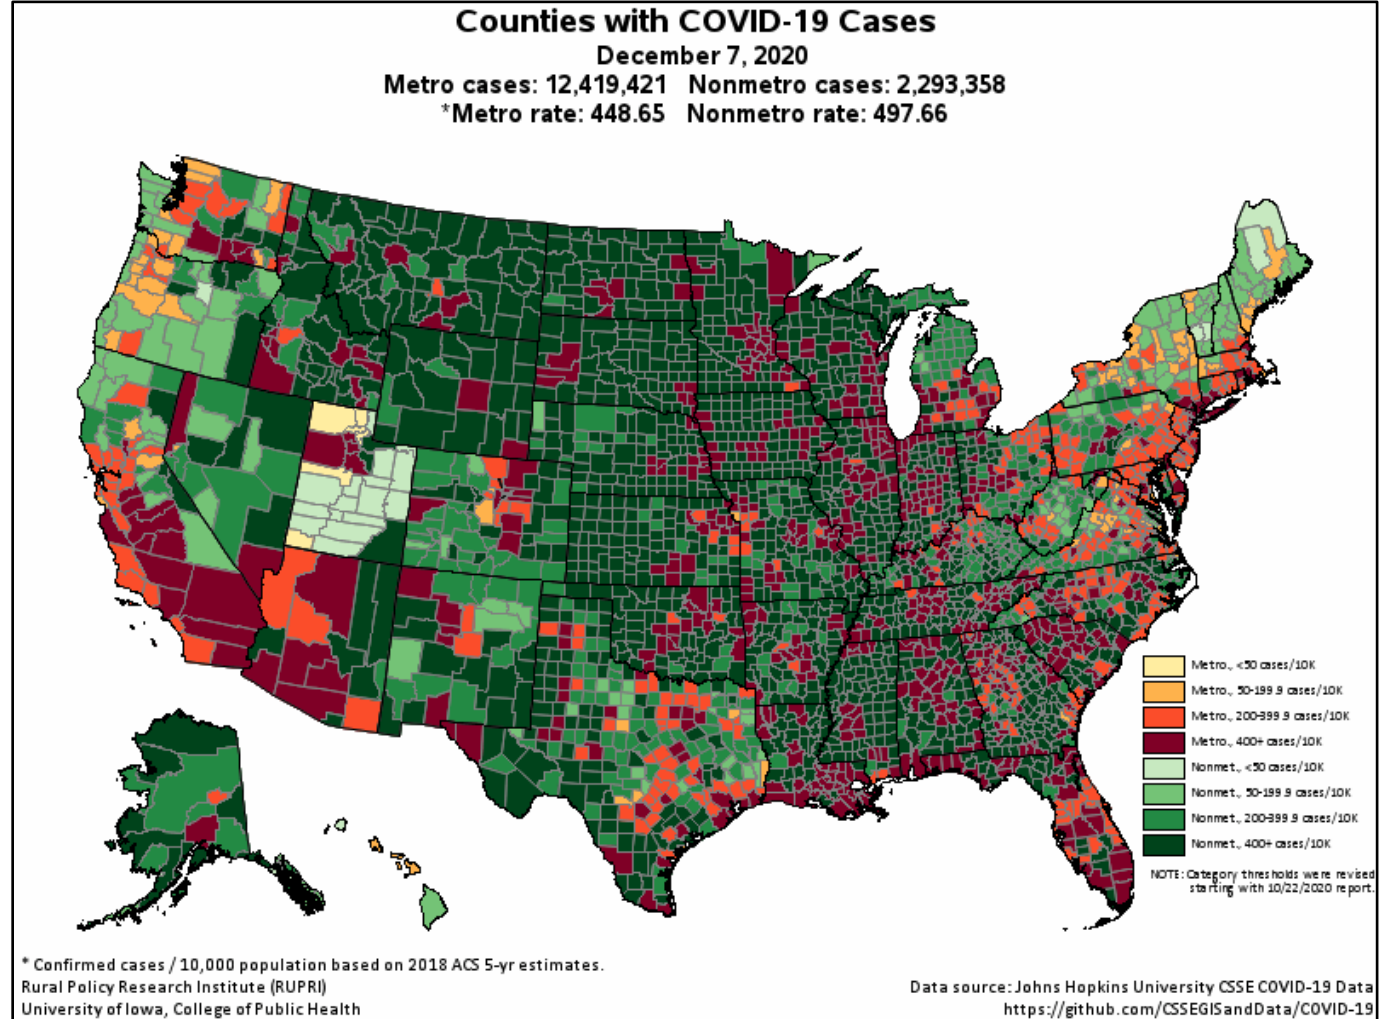 Counties with COVID-19 Cases
December 7, 2020
Metro cases: 12,419,421 Nonmetro cases: 2,293,358
*Metro rate: 448.65 Nonmetro rate: 497.66
Metro., <50 cases/10K
Metro., 50-199.9 cases/10K
Metro., 200-399.9 cases/10K
Metro., 400+ cases/10K
Nonmet., <50 cases/10K
Nonmet., 50-199.9 cases/10K
Nonmet., 200-399.9 cases/10K
Nonmet., 400+ cases/10K
NOTE: Category thresholds were revised
starting with 10/22/2020 report.
* Confirmed cases / 10,000 population based on 2018 ACS 5-yr estimates.
Rural Policy Research Institute (RUPRI)
University of Iowa, College of Public Health
Data source: Johns Hopkins University CSSE COVID-19 Data
https://github.com/CSSEGISandData/COVID-19